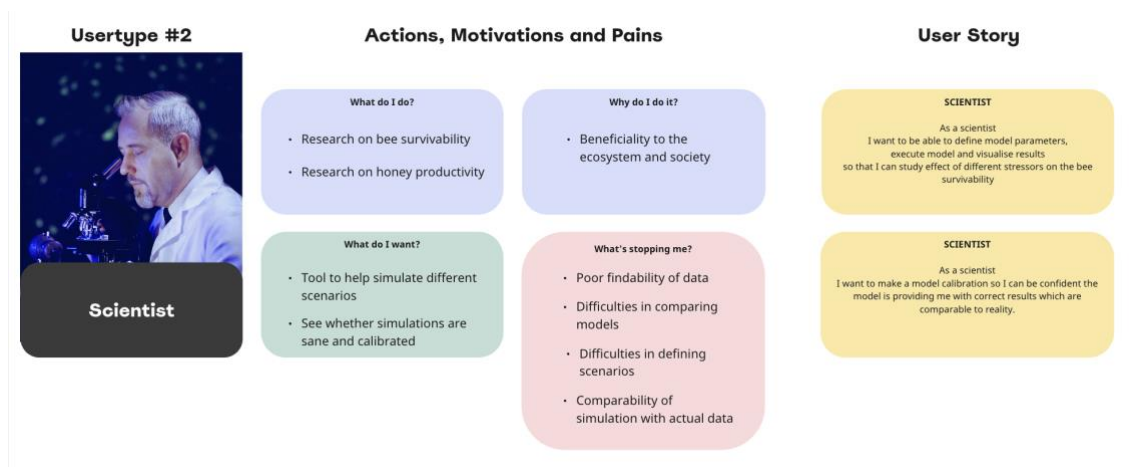 Usertype #2
Actions, Motivations and Pains
User Story
Scientist
What do I do?
• Research on bee survivability
• Research on honey productivity
Why do I do it?
• Beneficiality to the
ecosystem and society
What do I want?
• Tool to help simulate different
scenarios
• See whether simulations are
sane and calibrated
What's stopping me?
• Poor findability of data
• Difficulties in comparing
models
• Difficulties in defining
scenarios
• Comparability of
simulation with actual data
SCIENTIST
As a scientist
I want to be able to define model parameters,
execute model and visualise results
so that I can study effect of different stressors on the bee
survivability
SCIENTIST
As a scientist
I want to make a model calibration so I can be confident the
model is providing me with correct results which are
comparable to reality.